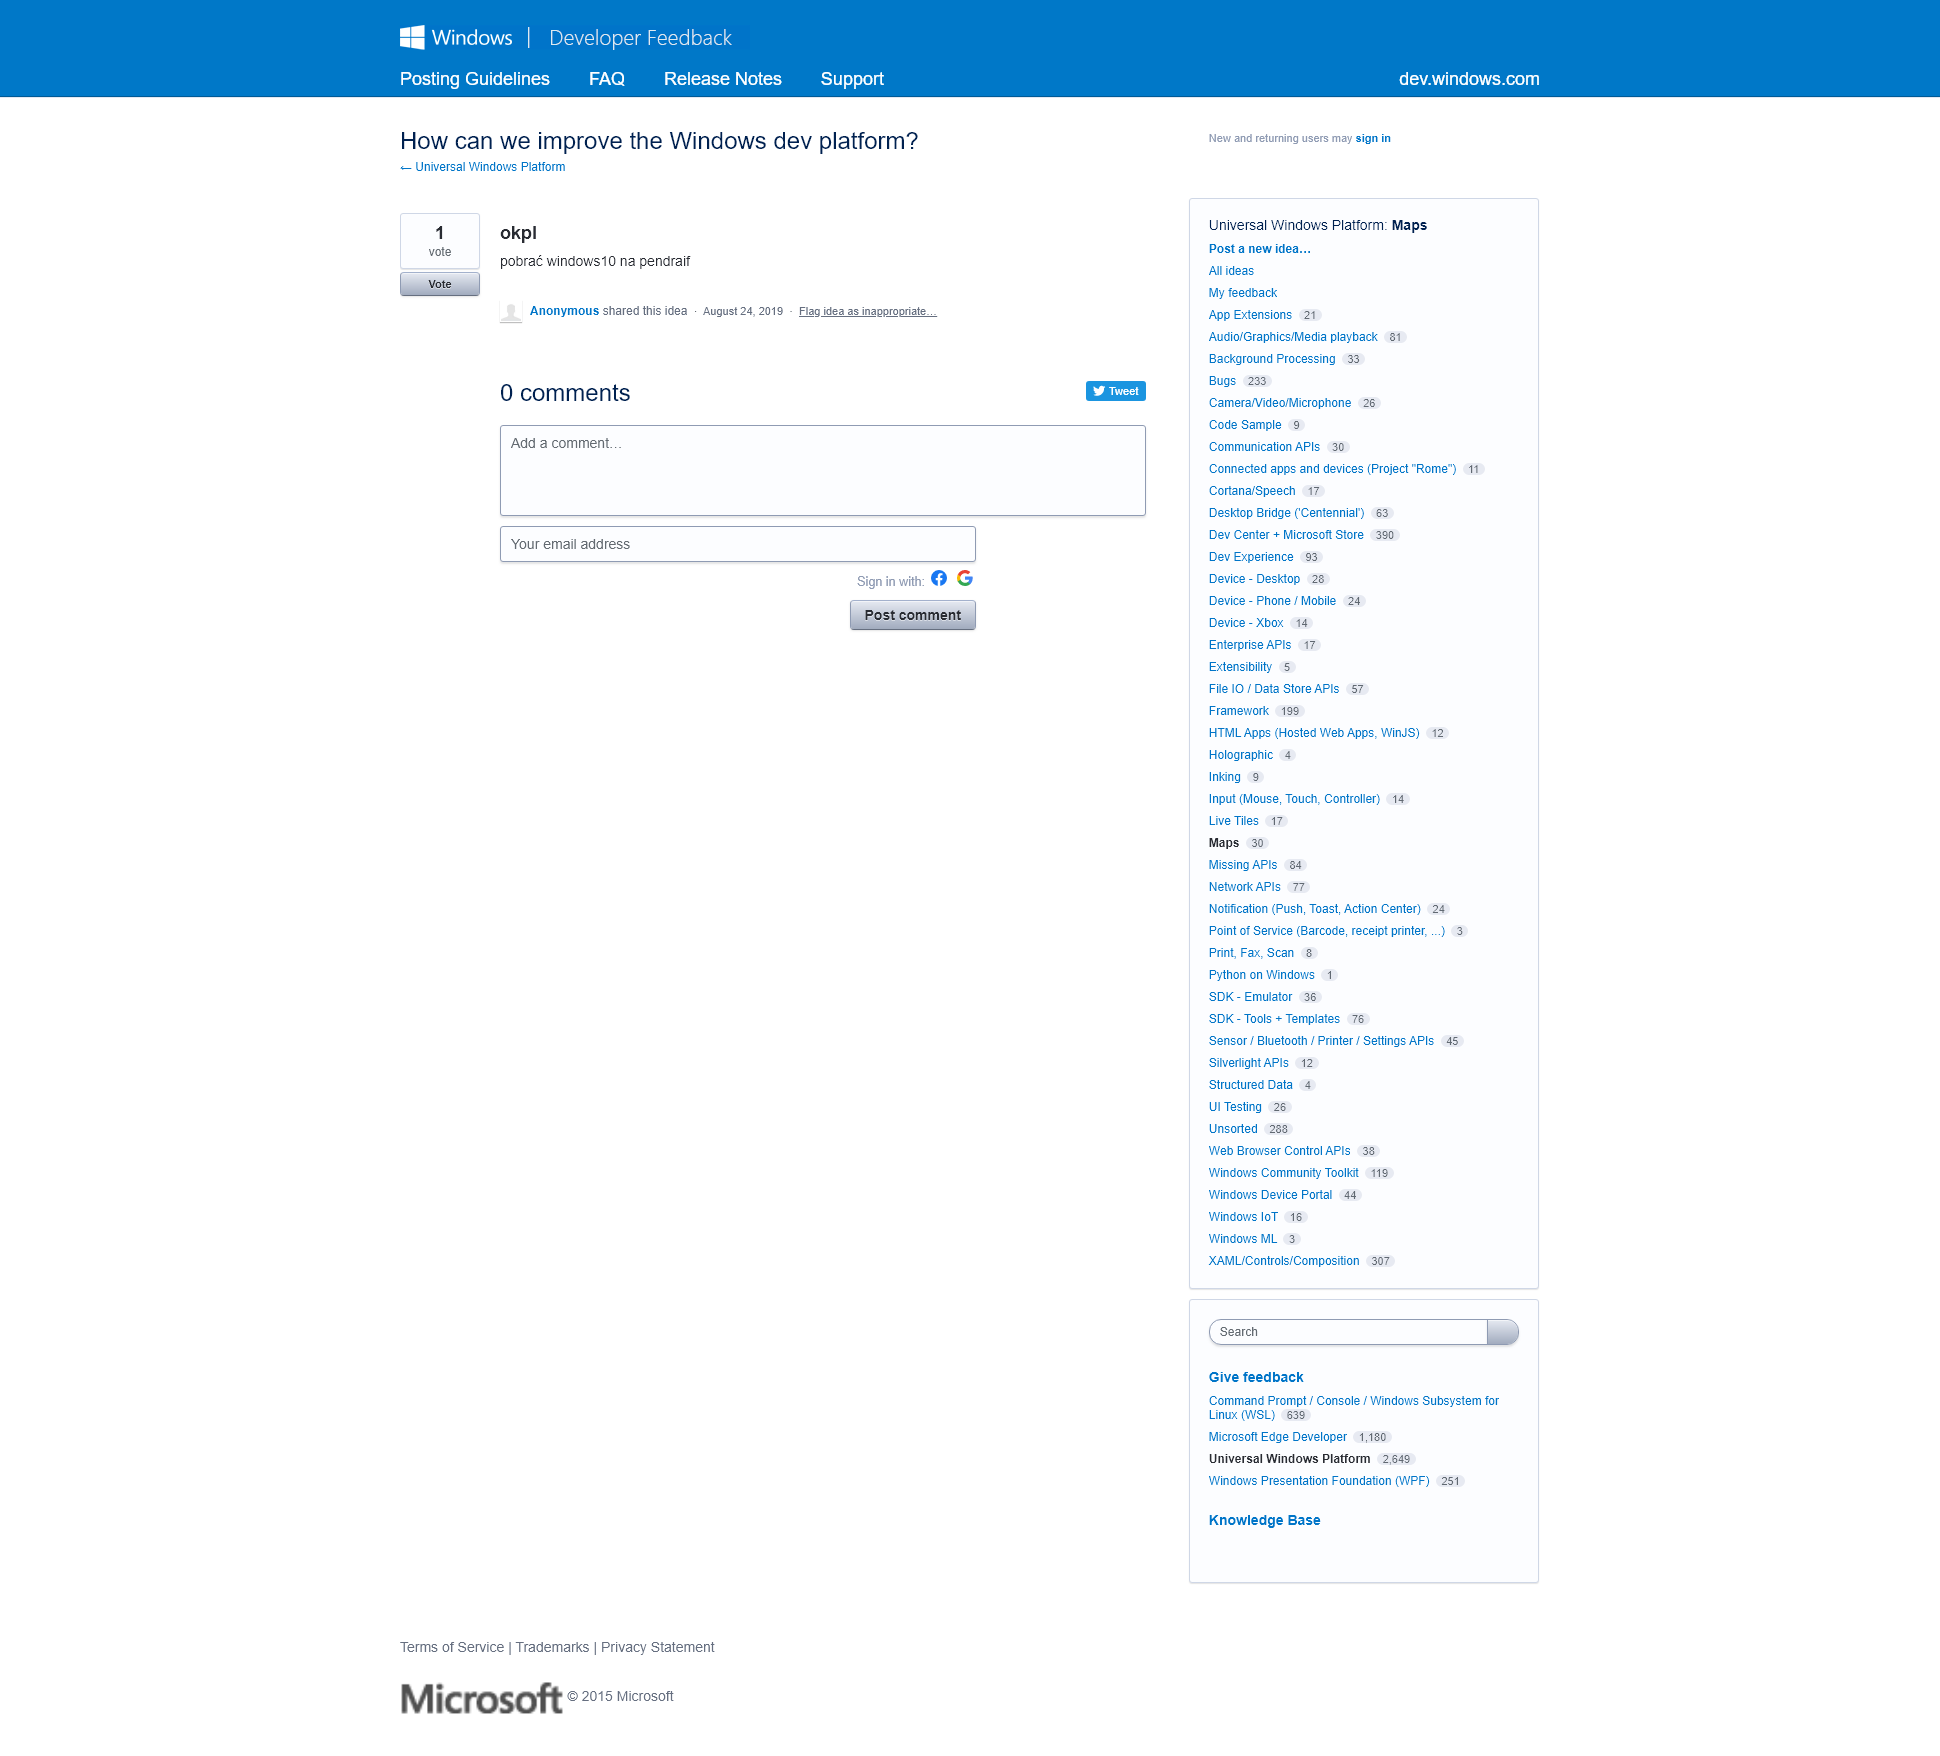 Windows | Developer Feedback
Posting Guidelines FAQ Release Notes Support dev.windows.com
How can we improve the Windows dev platform?
← Universal Windows Platform
New and returning users may sign in
1
vote
Vote
okpl
pobrać windows10 na pendraif
Anonymous shared this idea · August 24, 2019 · Flag idea as inappropriate…
0 comments
Tweet
Add a comment…
Your email address
Sign in with:
Post comment
Universal Windows Platform: Maps
Post a new idea…
All ideas
My feedback
App Extensions 21
Audio/Graphics/Media playback 81
Background Processing 33
Bugs 233
Camera/Video/Microphone 26
Code Sample 9
Communication APIs 30
Connected apps and devices (Project "Rome") 11
Cortana/Speech 17
Desktop Bridge ('Centennial') 63
Dev Center + Microsoft Store 390
Dev Experience 93
Device - Desktop 28
Device - Phone / Mobile 24
Device - Xbox 14
Enterprise APIs 17
Extensibility 5
File IO / Data Store APIs 57
Framework 199
HTML Apps (Hosted Web Apps, WinJS) 12
Holographic 4
Inking 9
Input (Mouse, Touch, Controller) 14
Live Tiles 17
Maps 30
Missing APIs 84
Network APIs 77
Notification (Push, Toast, Action Center) 24
Point of Service (Barcode, receipt printer, ...) 3
Print, Fax, Scan 8
Python on Windows 1
SDK - Emulator 36
SDK - Tools + Templates 76
Sensor / Bluetooth / Printer / Settings APIs 45
Silverlight APIs 12
Structured Data 4
UI Testing 26
Unsorted 288
Web Browser Control APIs 38
Windows Community Toolkit 119
Windows Device Portal 44
Windows IoT 16
Windows ML 3
XAML/Controls/Composition 307
Search
Give feedback
Command Prompt / Console / Windows Subsystem for
Linux (WSL) 639
Microsoft Edge Developer 1,180
Universal Windows Platform 2,649
Windows Presentation Foundation (WPF) 251
Knowledge Base
Terms of Service | Trademarks | Privacy Statement
Microsoft © 2015 Microsoft